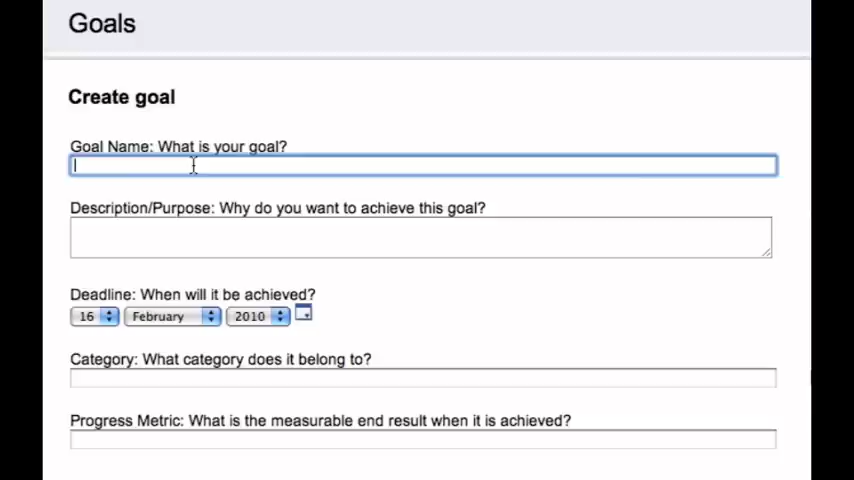 Goals
Create goal
Goal Name: What is your goal?
Description/Purpose: Why do you want to achieve this goal?
Deadline: When will it be achieved?
16 February 2010
Category: What category does it belong to?
Progress Metric: What is the measurable end result when it is achieved?